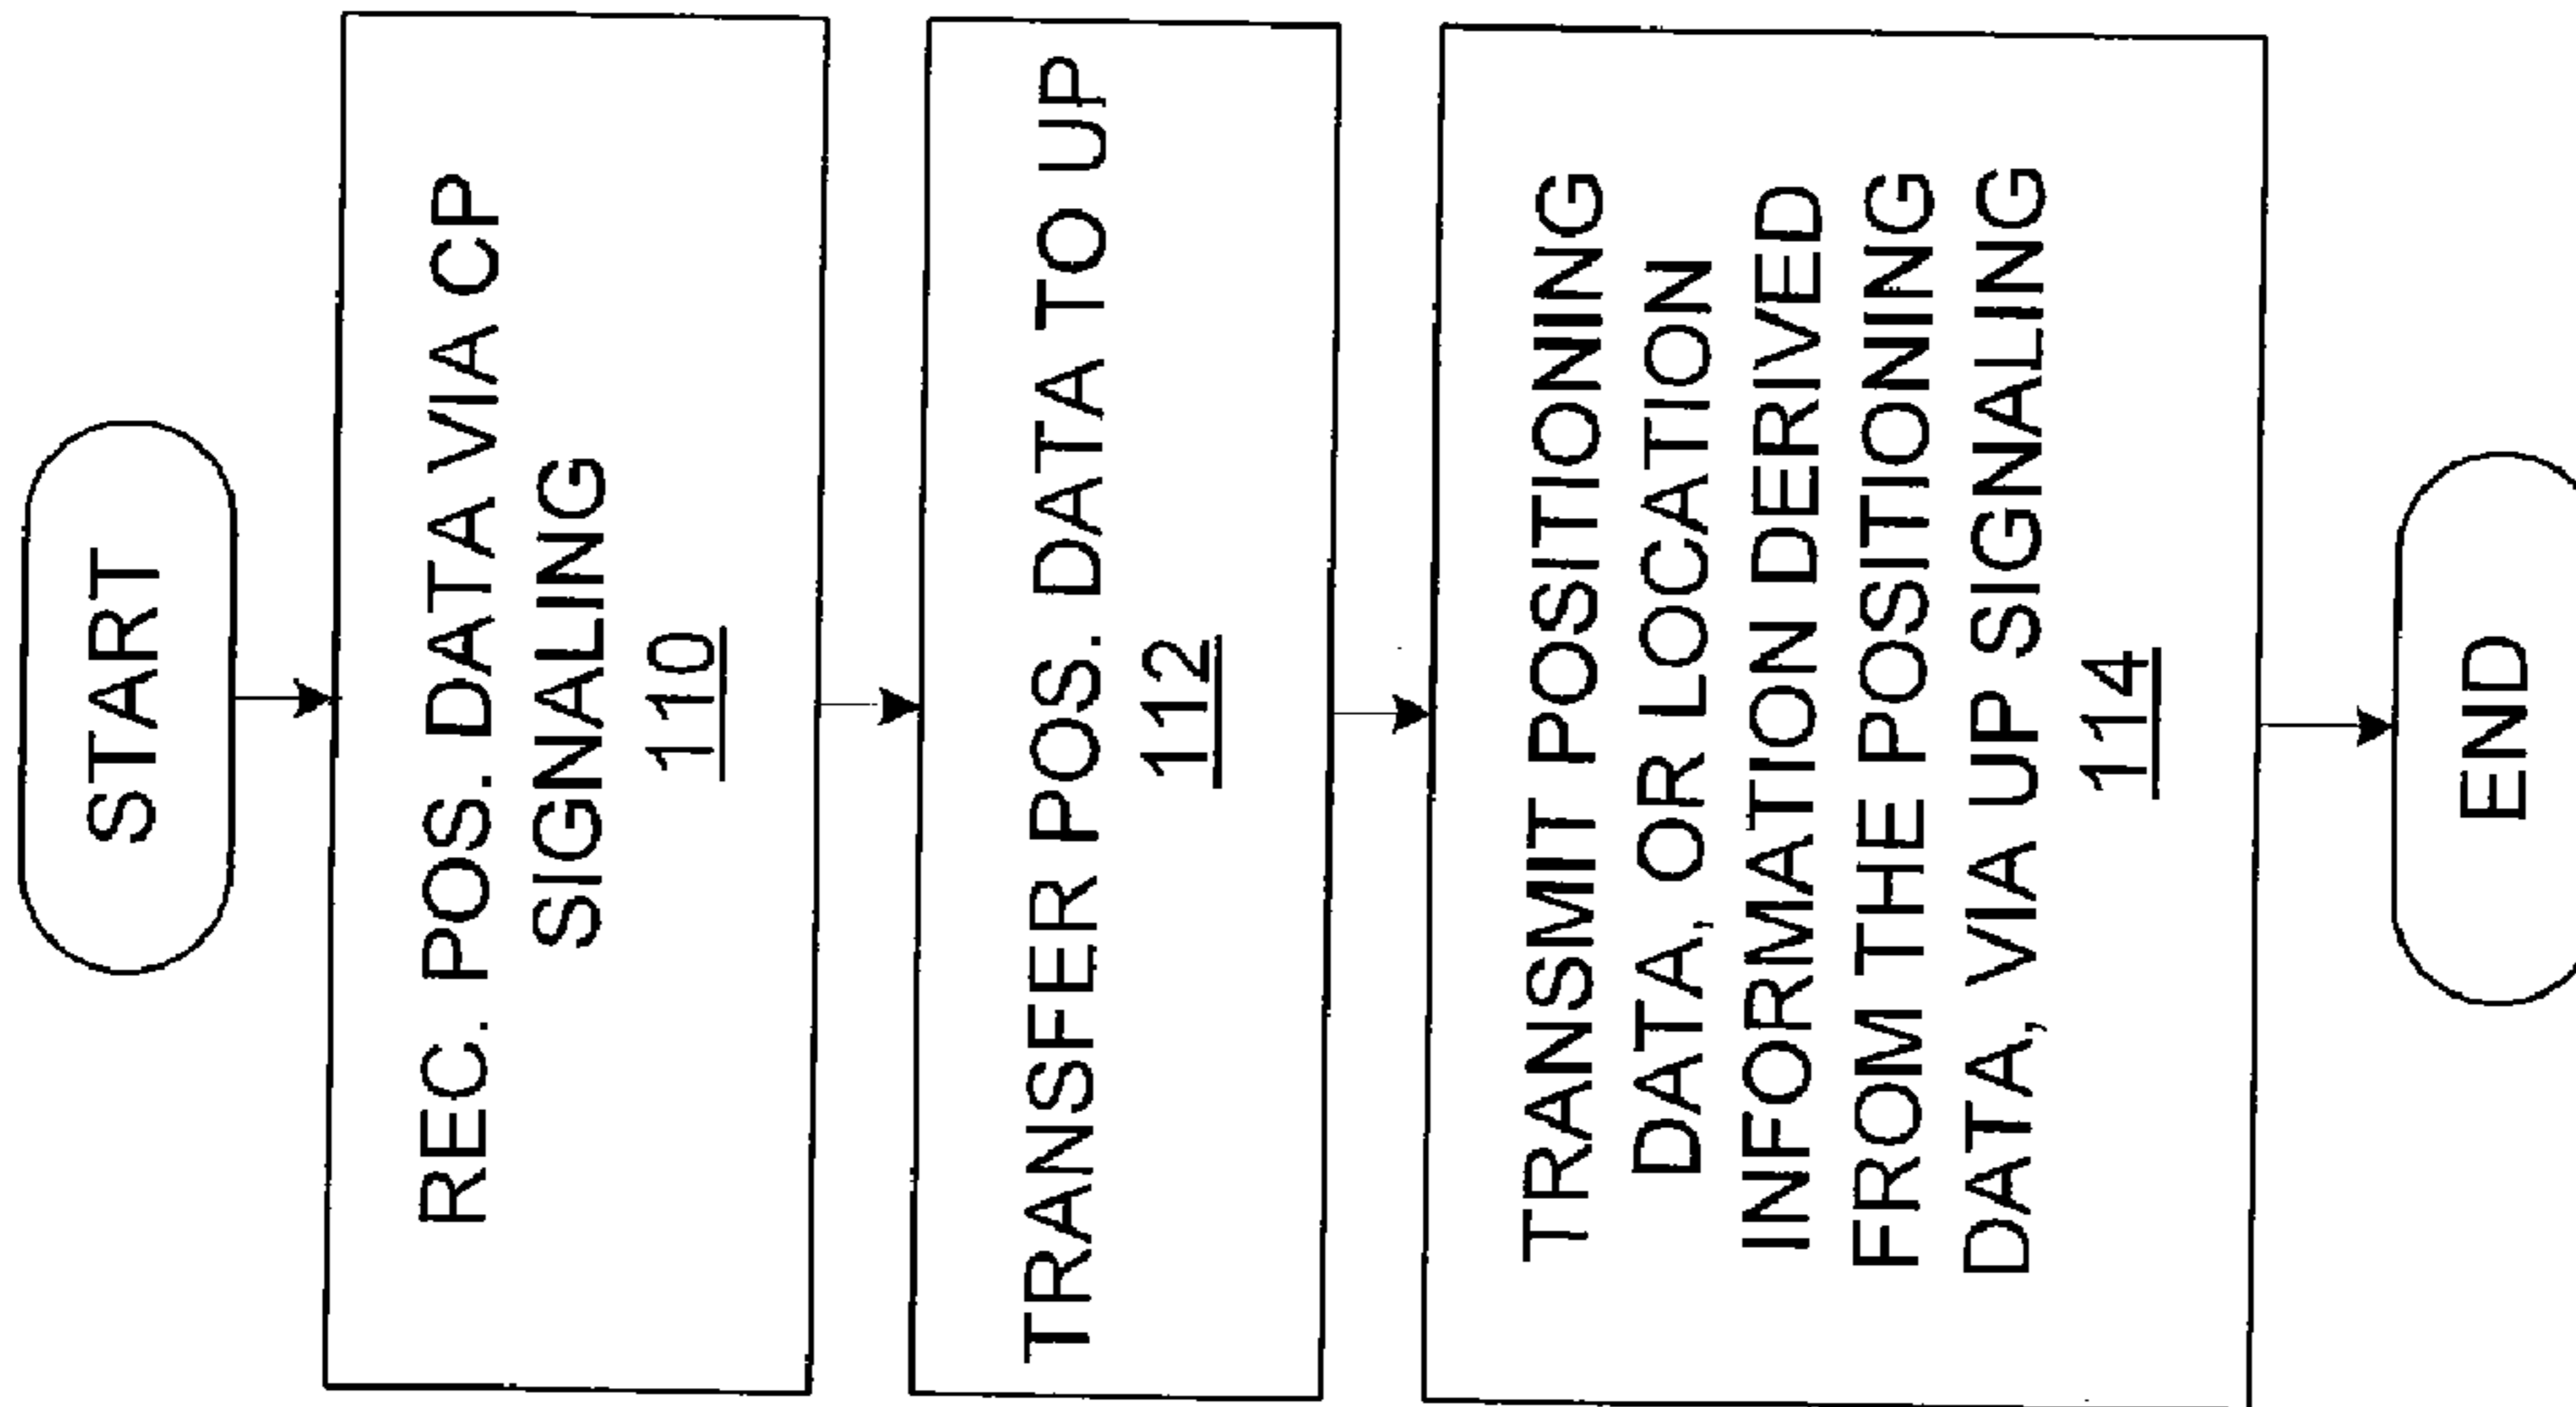 START
REC. POS. DATA VIA CP
SIGNALING
110
TRANSFER POS. DATA TO UP
112
TRANSMIT POSITIONING
DATA, OR LOCATION
INFORMATION DERIVED
FROM THE POSITIONING
DATA, VIA UP SIGNALING
114
END